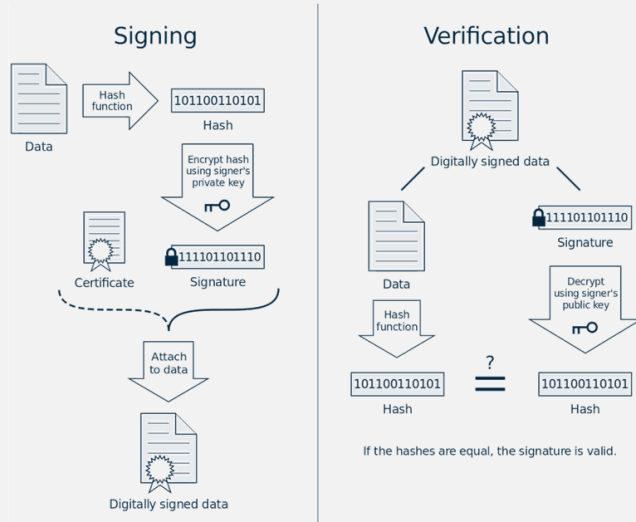 Signing
Hash
function
101100110101
Hash
Data
Encrypt hash
using signer's
private key
111101101110
Certificate
Signature
Attach
to data
Digitally signed data
Verification
Digitally signed data
111101101110
Signature
Data
Decrypt
using signer's
public key
Hash
function
?
101100110101
=
101100110101
Hash
Hash
If the hashes are equal, the signature is valid.